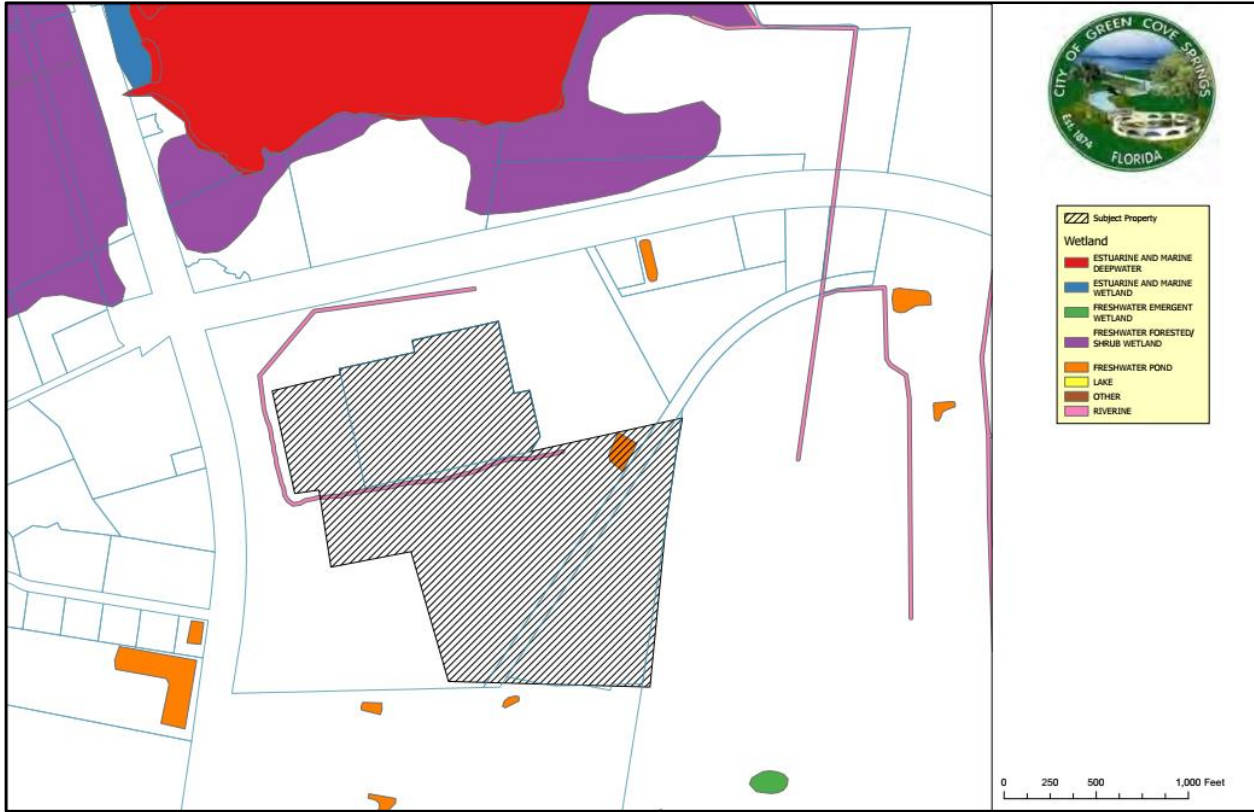 CITY OF GREEN COVE SPRINGS
Est. 1874
FLORIDA
Subject Property
Wetland
ESTUARINE AND MARINE
DEEPWATER
ESTUARINE AND MARINE
WETLAND
FRESHWATER EMERGENT
WETLAND
FRESHWATER FORESTED/
SHRUB WETLAND
FRESHWATER POND
LAKE
OTHER
RIVERINE
0 250 500 1,000 Feet